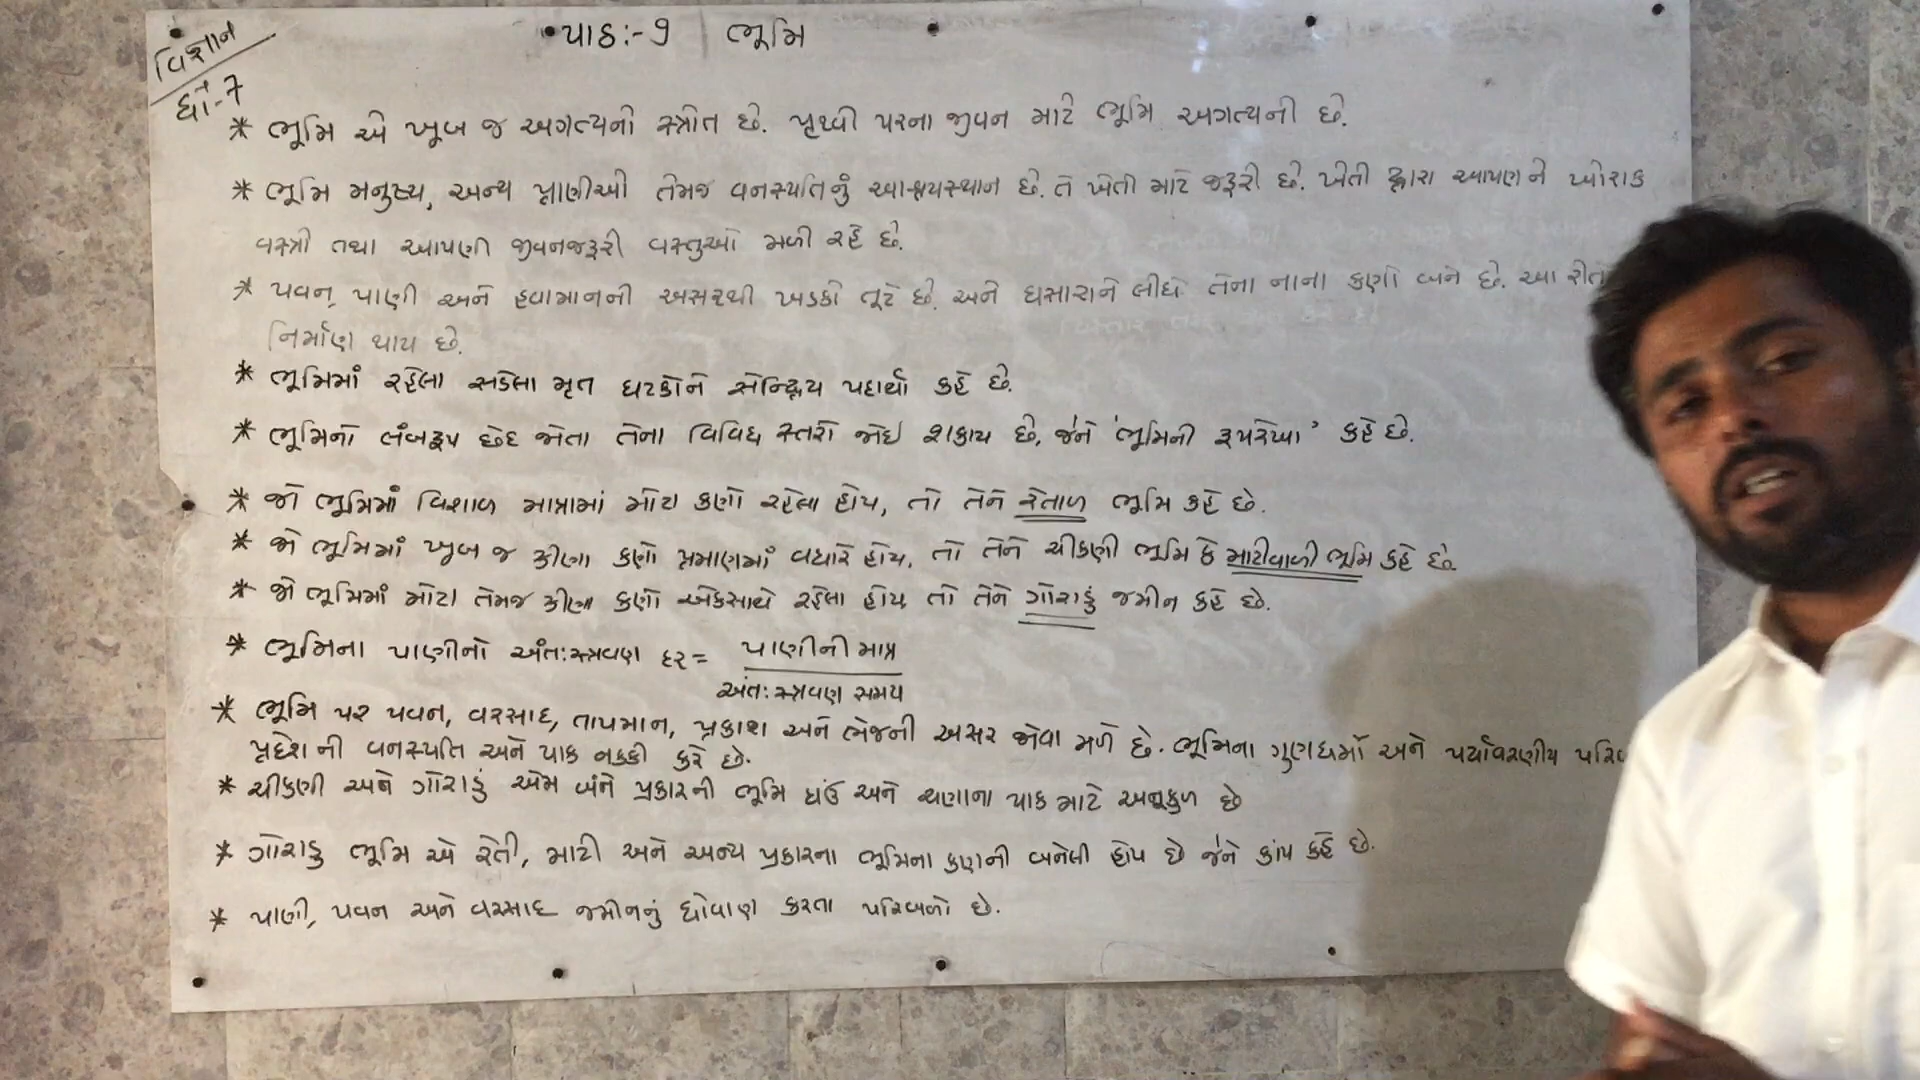 વિજ્ઞાન
ધો-7
પાઠ:- 9 ભૂમિ
* ભૂમિ એ ખૂબ જ અગત્યનો સ્ત્રોત છે. પૃથ્વી પરના જીવન માટે ભૂમિ અગત્યની છે.
* ભૂમિ મનુષ્ય, અન્ય પ્રાણીઓ તેમજ વનસ્પતિનું આશ્રયસ્થાન છે. તે ખેતી માટે જરૂરી છે. ખેતી દ્વારા આપણને ખોરાક
વસ્ત્રો તથા આપણી જીવનજરૂરી વસ્તુઓ મળી રહે છે.
* પવન, પાણી અને હવામાનની અસરથી ખડકો તૂટે છે. અને ઘસારાને લીધે તેના નાના કણો બને છે. આ રીતે
નિર્માણ થાય છે.
* ભૂમિમાં રહેલા સડેલા મૃત ઘટકોને સેન્દ્રિય પદાર્થો કહે છે.
* ભૂમિનો લંબરૂપ છેદ જોતા તેના વિવિધ સ્તરો જોઈ શકાય છે, જેને 'ભૂમિની રૂપરેખા' કહે છે.
* જો ભૂમિમાં વિશાળ માત્રામાં મોટા કણો રહેલા હોય, તો તેને રેતાળ ભૂમિ કહે છે.
* જો ભૂમિમાં ખૂબ જ ઝીણા કણો પ્રમાણમાં વધારે હોય, તો તેને ચીકણી ભૂમિ કે માટીવાળી ભૂમિ કહે છે.
* જો ભૂમિમાં મોટા તેમજ ઝીણા કણો એકસાથે રહેલા હોય તો તેને ગોરાડું જમીન કહે છે.
* ભૂમિના પાણીનો અંત:સ્ત્રવણ દર = પાણીની માત્રા
અંત:સ્ત્રવણ સમય
* ભૂમિ પર પવન, વરસાદ, તાપમાન, પ્રકાશ અને ભેજની અસર જોવા મળે છે. ભૂમિના ગુણધર્મો અને પર્યાવરણીય પરિબ
પ્રદેશ ની વનસ્પતિ અને પાક નક્કી કરે છે.
* ચીકણી અને ગોરાડું એમ બંને પ્રકારની ભૂમિ ઘઉં અને ચણાના પાક માટે અનુકુળ છે
* ગોરાડુ ભૂમિ એ રેતી, માટી અને અન્ય પ્રકારના ભૂમિના કણની બનેલી હોય છે જેને કાંપ કહે છે.
* પાણી, પવન અને વરસાદ જમીનનું ધોવાણ કરતા પરિબળો છે.